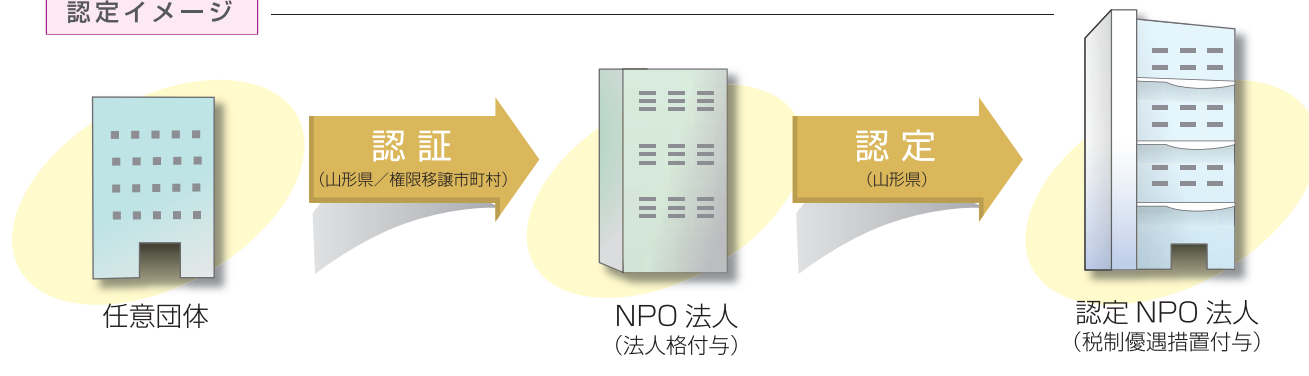 認定イメージ
認証
(山形県／権限移譲市町村)
認定
(山形県)
任意団体
NPO 法人
(法人格付与)
認定 NPO 法人
(税制優遇措置付与)